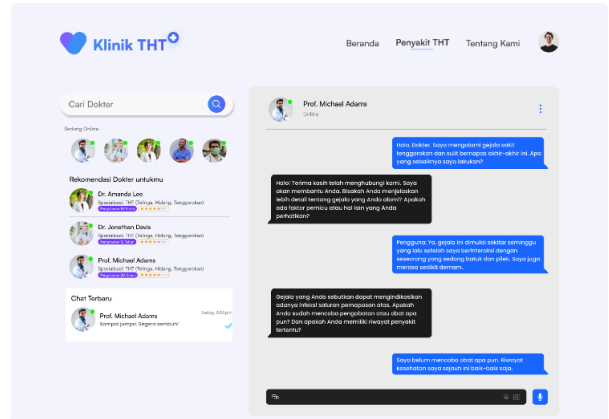 Klinik THT
Beranda
Penyakit THT
Tentang Kami
Cari Dokter
Sedang Online
Rekomendasi Dokter untukmu
Dr. Amanda Lee
Spesialisasi: THT (Telinga, Hidung, Tenggorokan)
Dr. Jonathan Davis
Spesialisasi: THT (Telinga, Hidung, Tenggorokan)
Prof. Michael Adams
Spesialisasi: THT (Telinga, Hidung, Tenggorokan)
Chat Terbaru
Prof. Michael Adams
Sampai jumpa. Segera sembuh!
Prof. Michael Adams
Online
Halo, Dokter. Saya mengalami gejala sakit
tenggorokan dan sulit bernapas akhir-akhir ini. Apa
yang sebaiknya saya lakukan?
Halo! Terima kasih telah menghubungi kami. Saya
akan membantu Anda. Bisakah Anda menjelaskan
lebih detail tentang gejala yang Anda alami? Apakah
ada faktor pemicu atau hal lain yang Anda
perhatikan?
Pengguna: Ya, gejala ini dimulai sekitar seminggu
yang lalu setelah saya berinteraksi dengan
seseorang yang sedang batuk dan pilek. Saya juga
merasa sedikit demam.
Gejala yang Anda sebutkan dapat mengindikasikan
adanya infeksi saluran pernapasan atas. Apakah
Anda sudah mencoba pengobatan atau obat apa
pun? Dan apakah Anda memiliki riwayat penyakit
tertentu?
Saya belum mencoba obat apa pun. Riwayat
kesehatan saya sejauh ini baik-baik saja.